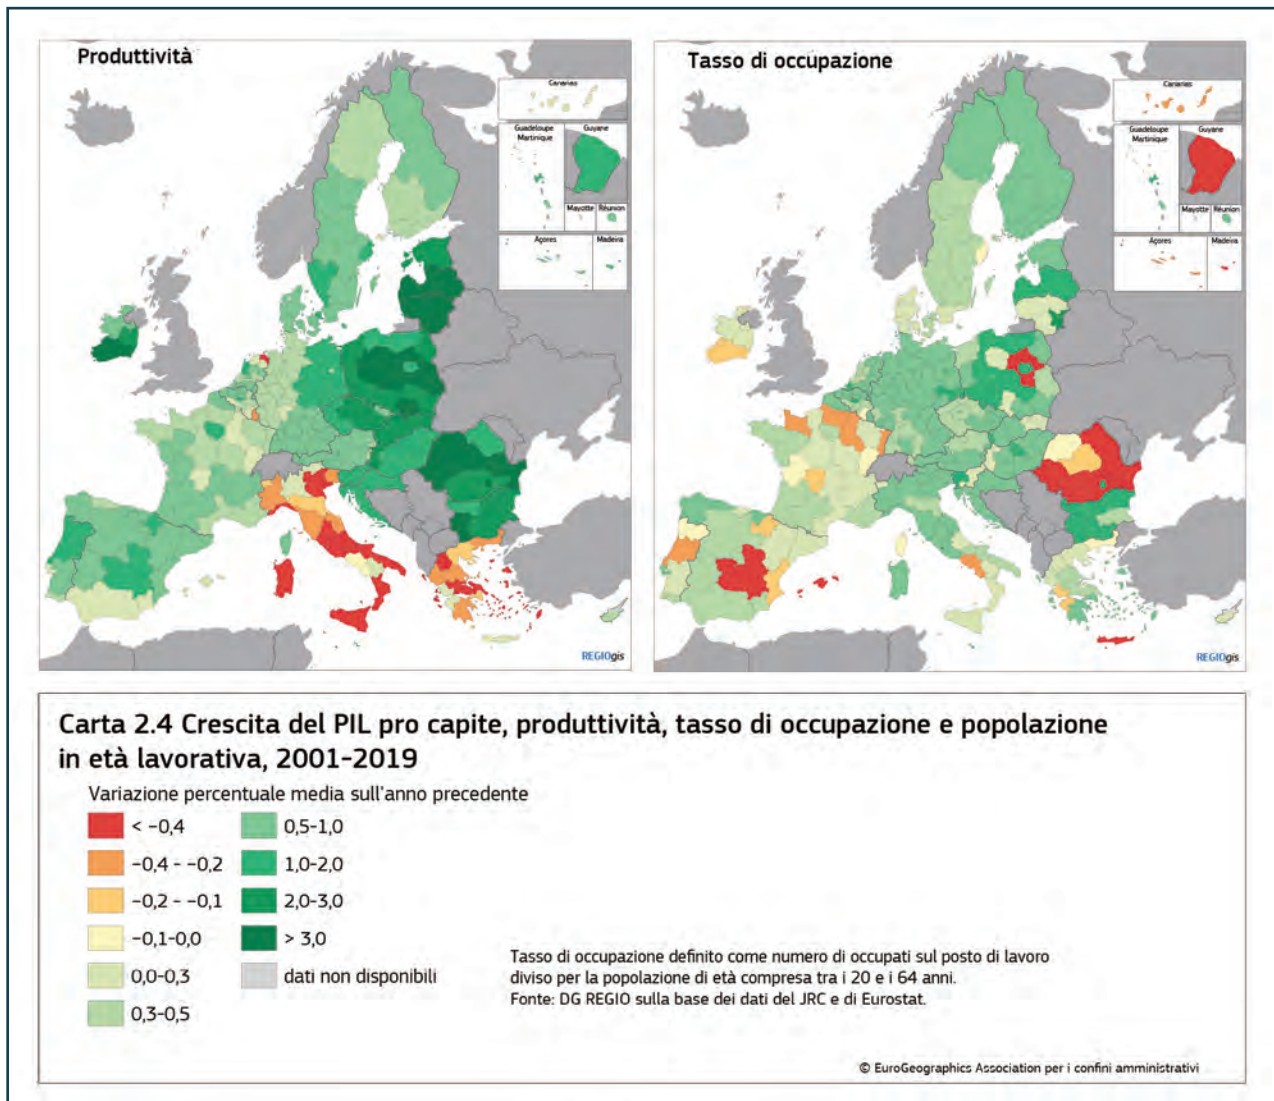 Produttività
Canarias
Guadeloupe
Martinique
Guyane
Mayotte
Réunion
Açores
Madeira
REGIOgis
Tasso di occupazione
Canarias
Guadeloupe
Martinique
Guyane
Mayotte
Réunion
Açores
Madeira
REGIOgis
Carta 2.4 Crescita del PIL pro capite, produttività, tasso di occupazione e popolazione
in età lavorativa, 2001-2019
Variazione percentuale media sull'anno precedente
< −0,4
−0,4 - −0,2
−0,2 - −0,1
−0,1-0,0
0,0-0,3
0,3-0,5
0,5-1,0
1,0-2,0
2,0-3,0
> 3,0
dati non disponibili
Tasso di occupazione definito come numero di occupati sul posto di lavoro
diviso per la popolazione di età compresa tra i 20 e i 64 anni.
Fonte: DG REGIO sulla base dei dati del JRC e di Eurostat.
© EuroGeographics Association per i confini amministrativi